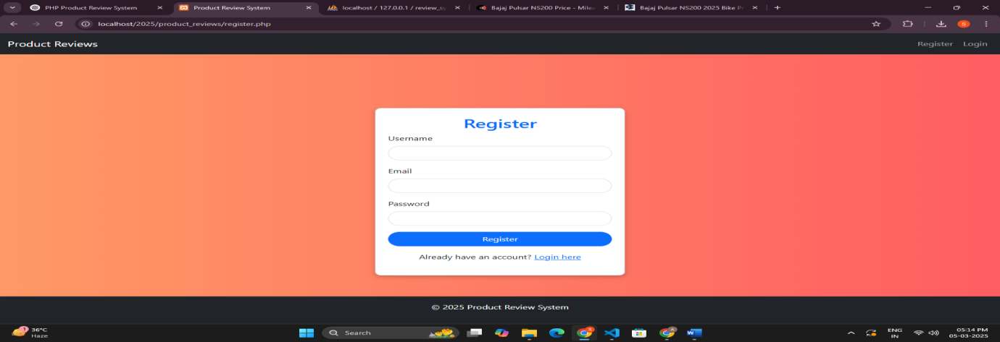 PHP Product Review System
Product Review System
localhost / 127.0.0.1 / review_sy
Bajaj Pulsar NS200 Price - Milea
Bajaj Pulsar NS200 2025 Bike Pr
localhost/2025/product_reviews/register.php
S
Product Reviews
Register
Login
Register
Username
Email
Password
Register
Already have an account? Login here
© 2025 Product Review System
1
36°C
Haze
Search
S
A
W
ENG
IN
05:14 PM
05-03-2025